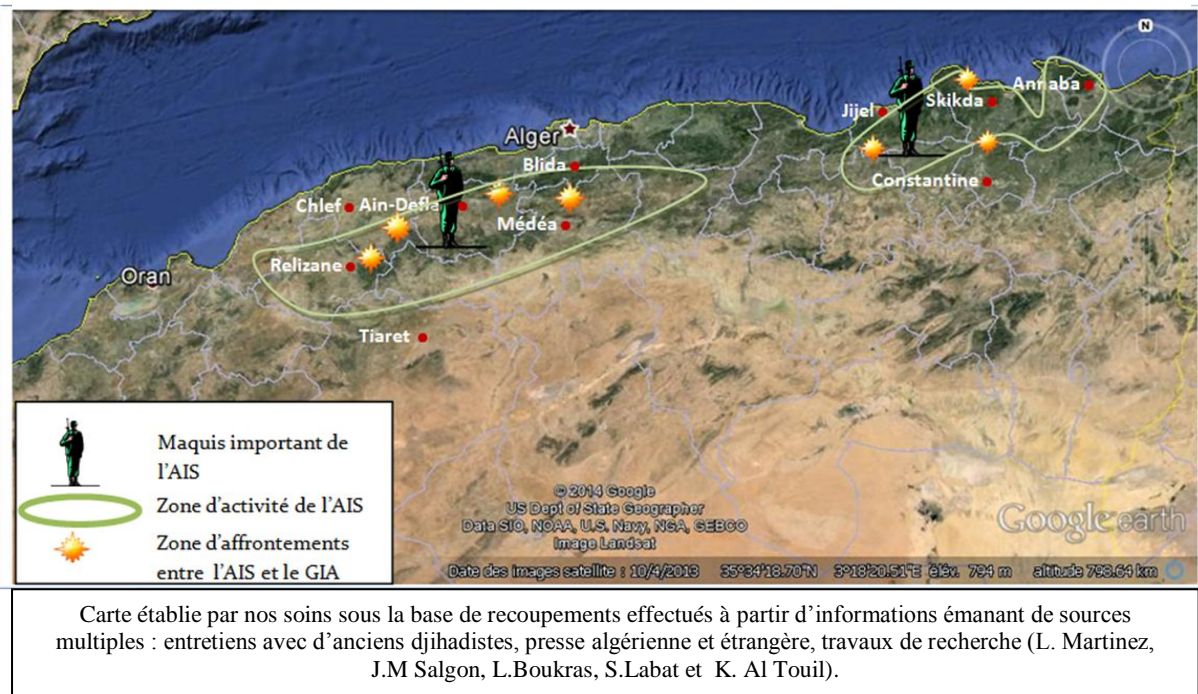 N
Annaba
Skikda
Jijel
Alger
Blida
Constantine
Chlef
Ain-Defla
Médéa
Relizane
Oran
Tiaret
Maquis important de
l'AIS
Zone d'activité de l'AIS
Zone d'affrontements
entre l'AIS et le GIA
© 2014 Google
US Dept of State Geographer
Data SIO, NOAA, U.S. Navy, NGA, GEBCO
Image Landsat
Google earth
Date des images satellite : 10/4/2013 35°34'18.70"N 3°18'20.51"E élév. 794 m altitude 798.64 km
Carte établie par nos soins sous la base de recoupements effectués à partir d'informations émanant de sources
multiples : entretiens avec d'anciens djihadistes, presse algérienne et étrangère, travaux de recherche (L. Martinez,
J.M Salgon, L.Boukras, S.Labat et K. Al Touil).